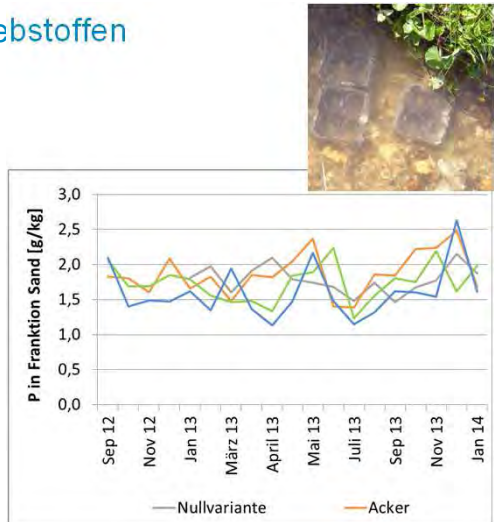 ebstoffen
P in Franktion Sand [g/kg]
3,0
2,5
2,0
1,5
1,0
0,5
0,0
Sep 12
Nov 12
Jan 13
März 13
April 13
Mai 13
Juli 13
Sep 13
Nov 13
Jan 14
Nullvariante
Acker